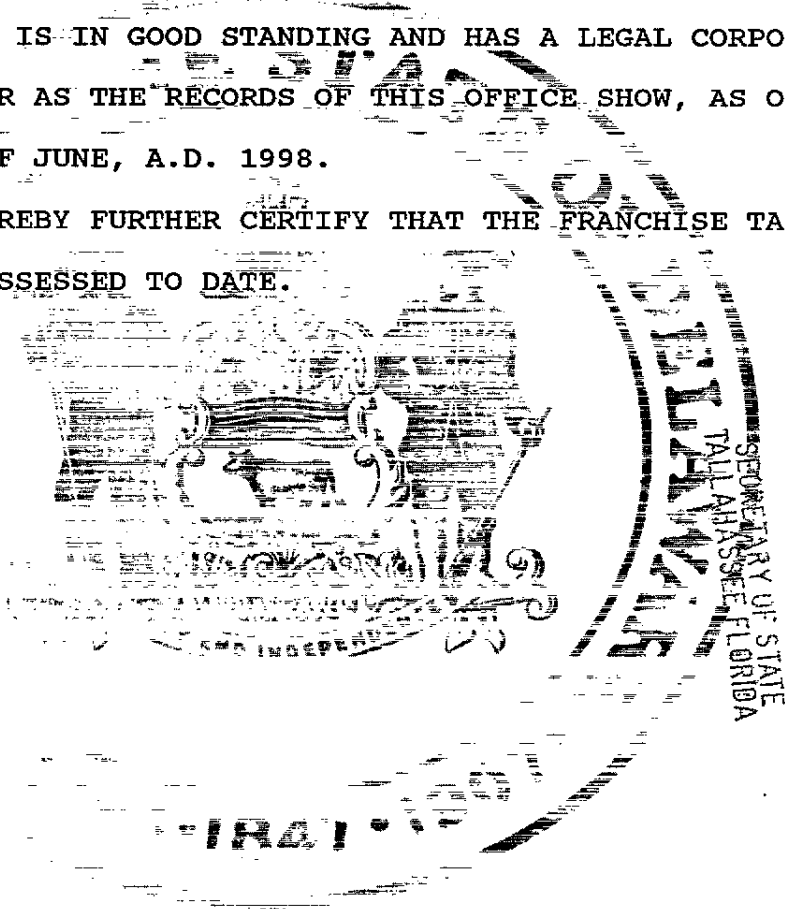 IS IN GOOD STANDING AND HAS A LEGAL CORPO
R AS THE RECORDS OF THIS OFFICE SHOW, AS O
F JUNE, A.D. 1998.
REBY FURTHER CERTIFY THAT THE FRANCHISE TA
SSESSED TO DATE.
SECRETARY OF STATE
TALLAHASSEE FLORIDA